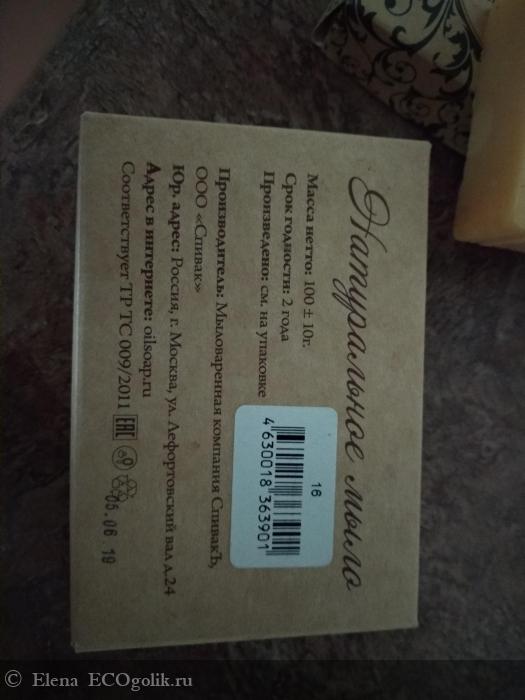 Натуральное мыло
Масса нетто: 100 ± 10г.
Срок годности: 2 года
Произведено: см. на упаковке
16
4 630018 363901
Производитель: Мыловаренная компания СпивакЪ,
ООО «Спивак»
Юр. адрес: Россия, г. Москва, ул. Лефортовский вал д.24
Адрес в интернете: oilsoap.ru
Соответствует ТР ТС 009/2011 EAC
05.06 19
© Elena ECOgolik.ru